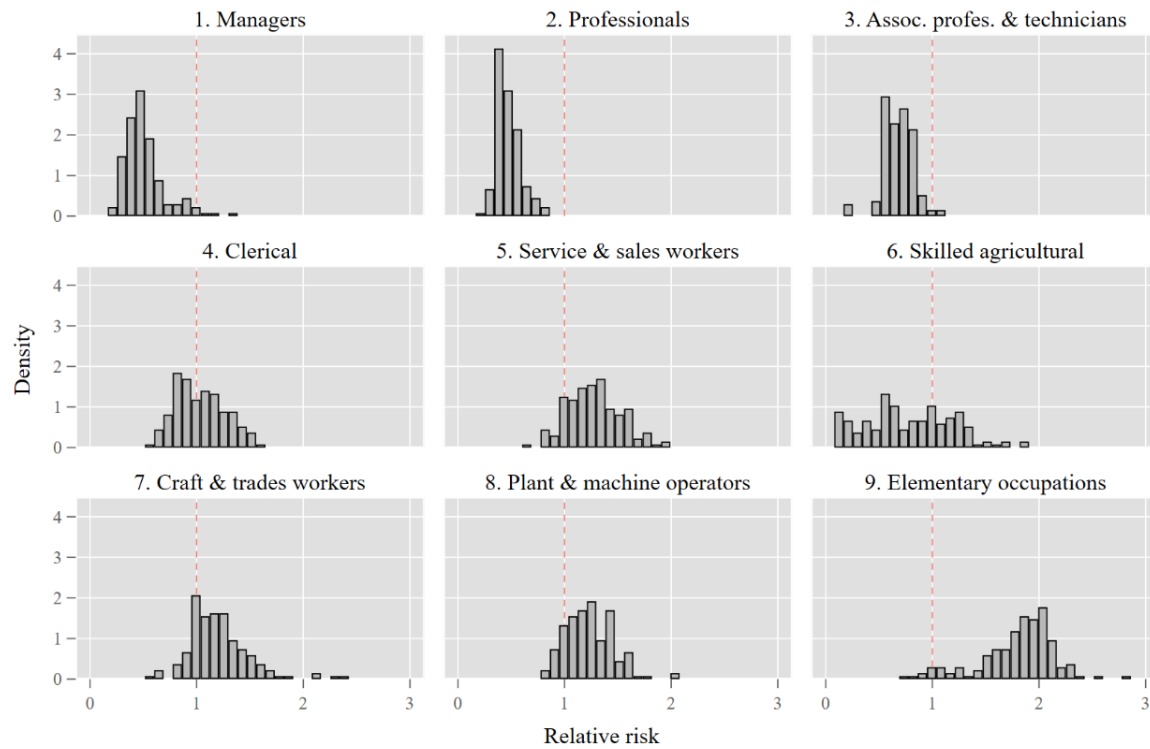 1. Managers
2. Professionals
3. Assoc. profes. & technicians
4
3
2
1
0
4. Clerical
5. Service & sales workers
6. Skilled agricultural
Density
4
3
2
1
0
7. Craft & trades workers
8. Plant & machine operators
9. Elementary occupations
4
3
2
1
0
0 1 2 3 0 1 2 3 0 1 2 3
Relative risk